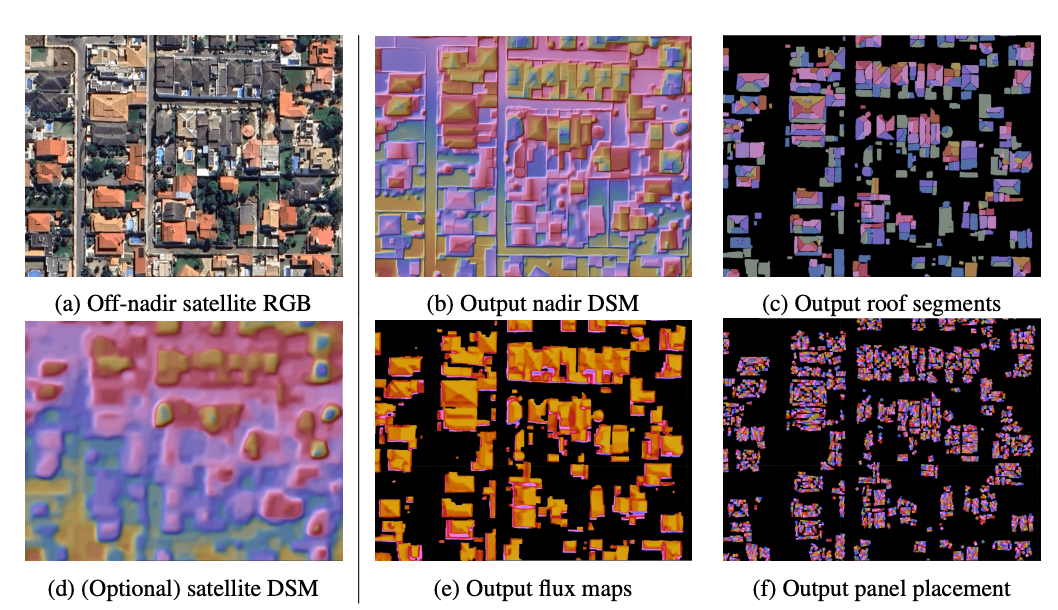 (a) Off-nadir satellite RGB
(b) Output nadir DSM
(c) Output roof segments
(d) (Optional) satellite DSM
(e) Output flux maps
(f) Output panel placement